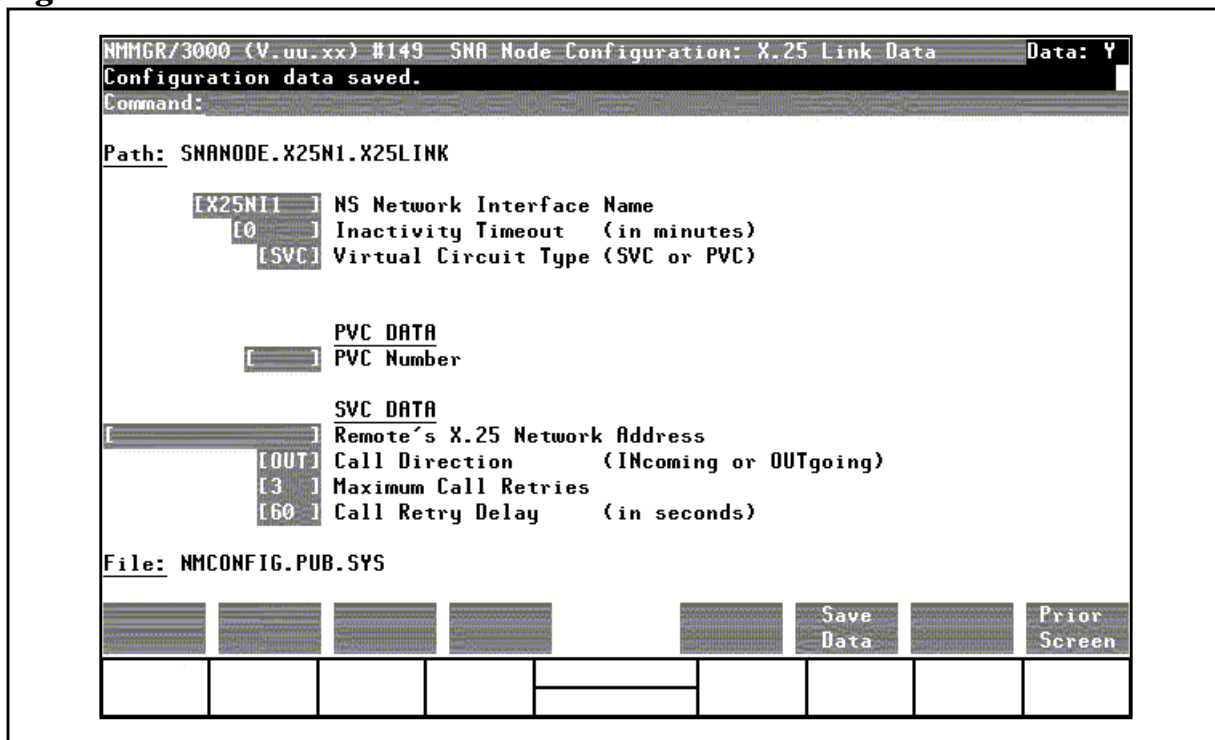 NMMGR/3000 (V.uu.xx) #149 SNA Node Configuration: X.25 Link Data Data: Y
Configuration data saved.
Command:
Path: SNANODE.X25N1.X25LINK
[X25NI1 ] NS Network Interface Name
[0 ] Inactivity Timeout (in minutes)
[SVC] Virtual Circuit Type (SVC or PVC)
PVC DATA
[ ] PVC Number
SVC DATA
[ ] Remote's X.25 Network Address
[OUT] Call Direction (INcoming or OUTgoing)
[3 ] Maximum Call Retries
[60 ] Call Retry Delay (in seconds)
File: NMCONFIG.PUB.SYS
Save Data
Prior Screen